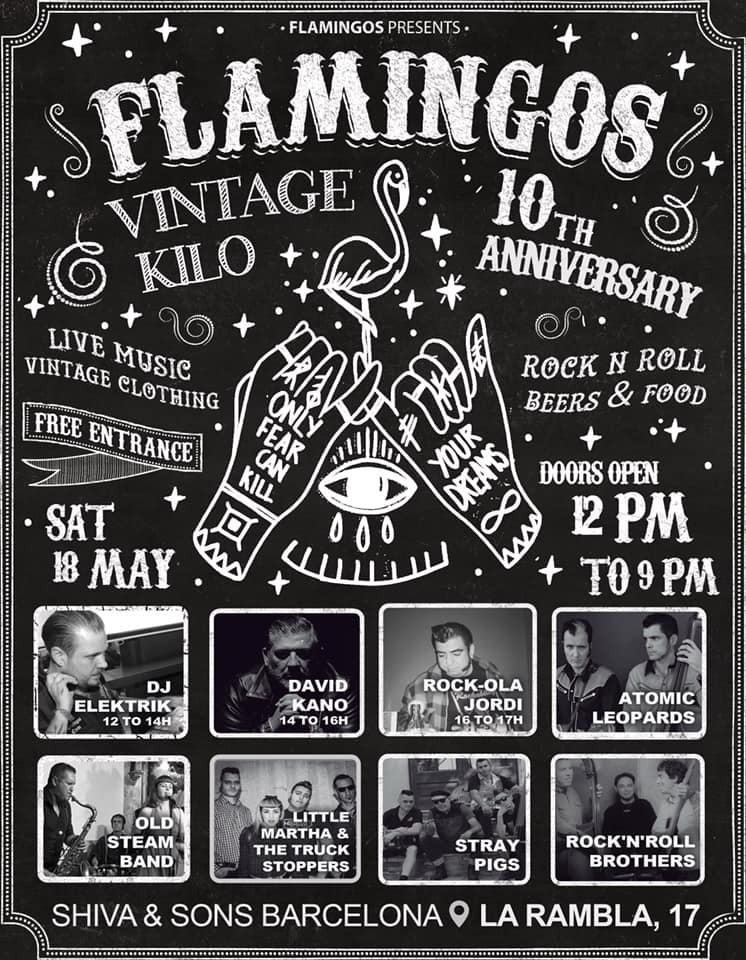 · FLAMINGOS PRESENTS ·
FLAMINGOS
VINTAGE
KILO
10TH
ANNIVERSARY
LIVE MUSIC
VINTAGE CLOTHING
FREE ENTRANCE
SAT
18 MAY
ROCK N ROLL
BEERS & FOOD
DOORS OPEN
12 PM
TO 9 PM
ONLY
FEAR
CAN
KILL
YOUR
DREAMS
DJ
ELEKTRIK
12 TO 14H
DAVID
KANO
14 TO 16H
ROCK-OLA
JORDI
16 TO 17H
ATOMIC
LEOPARDS
OLD
STEAM
BAND
LITTLE
MARTHA &
THE TRUCK
STOPPERS
STRAY
PIGS
ROCK'N'ROLL
BROTHERS
SHIVA & SONS BARCELONA LA RAMBLA, 17